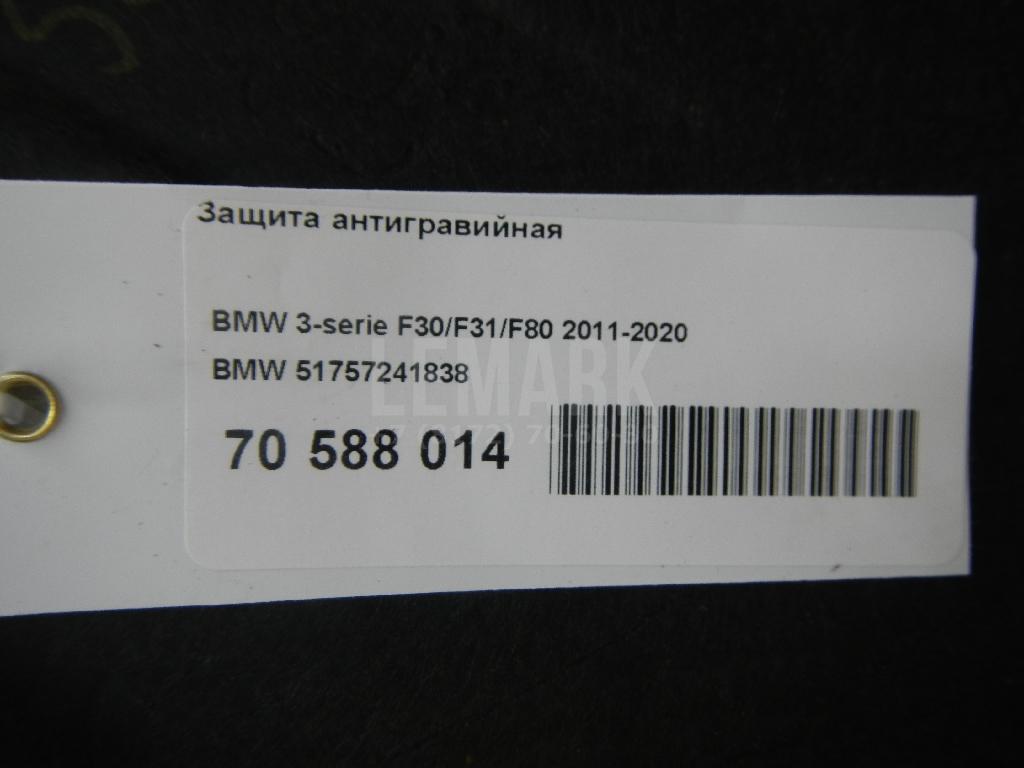 Защита антигравийная
BMW 3-serie F30/F31/F80 2011-2020
BMW 51757241838
LEMARK
70 588 014